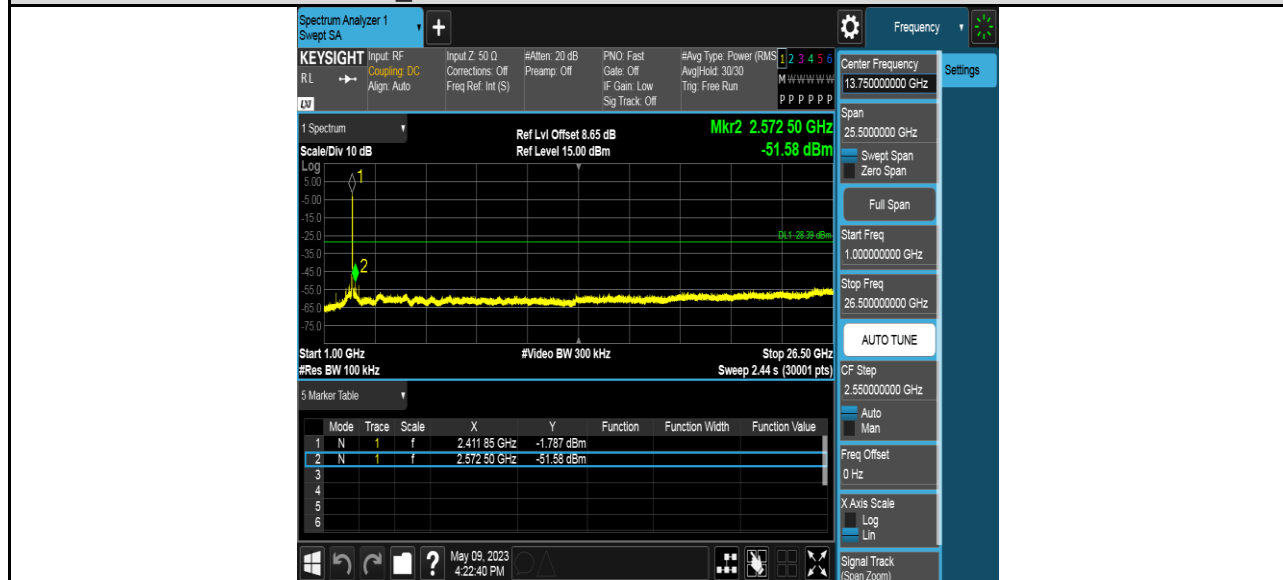 Spectrum Analyzer 1
Swept SA
+
Frequency
KEYSIGHT
RL
LXI
Input: RF
Coupling: DC
Align: Auto
Input Z: 50 Ω
Corrections: Off
Freq Ref: Int (S)
#Atten: 20 dB
Preamp: Off
PNO: Fast
Gate: Off
IF Gain: Low
Sig Track: Off
#Avg Type: Power (RMS
Avg|Hold: 30/30
Trig: Free Run
1 2 3 4 5 6
M W W W W W
P P P P P P
Center Frequency
13.750000000 GHz
Settings
1 Spectrum
Scale/Div 10 dB
Ref Lvl Offset 8.65 dB
Ref Level 15.00 dBm
Mkr2 2.572 50 GHz
-51.58 dBm
Log
5.00
-5.00
-15.0
-25.0
-35.0
-45.0
-55.0
-65.0
-75.0
1
2
DL1 -28.39 dBm
Start 1.00 GHz
#Res BW 100 kHz
#Video BW 300 kHz
Stop 26.50 GHz
Sweep 2.44 s (30001 pts)
Span
25.5000000 GHz
Swept Span
Zero Span
Full Span
Start Freq
1.000000000 GHz
Stop Freq
26.500000000 GHz
AUTO TUNE
CF Step
2.550000000 GHz
Auto
Man
Freq Offset
0 Hz
X Axis Scale
Log
Lin
Signal Track
(Span Zoom)
5 Marker Table
Mode Trace Scale X Y Function Function Width Function Value
1 N 1 f 2.411 85 GHz -1.787 dBm
2 N 1 f 2.572 50 GHz -51.58 dBm
3
4
5
6
?
May 09, 2023
4:22:40 PM